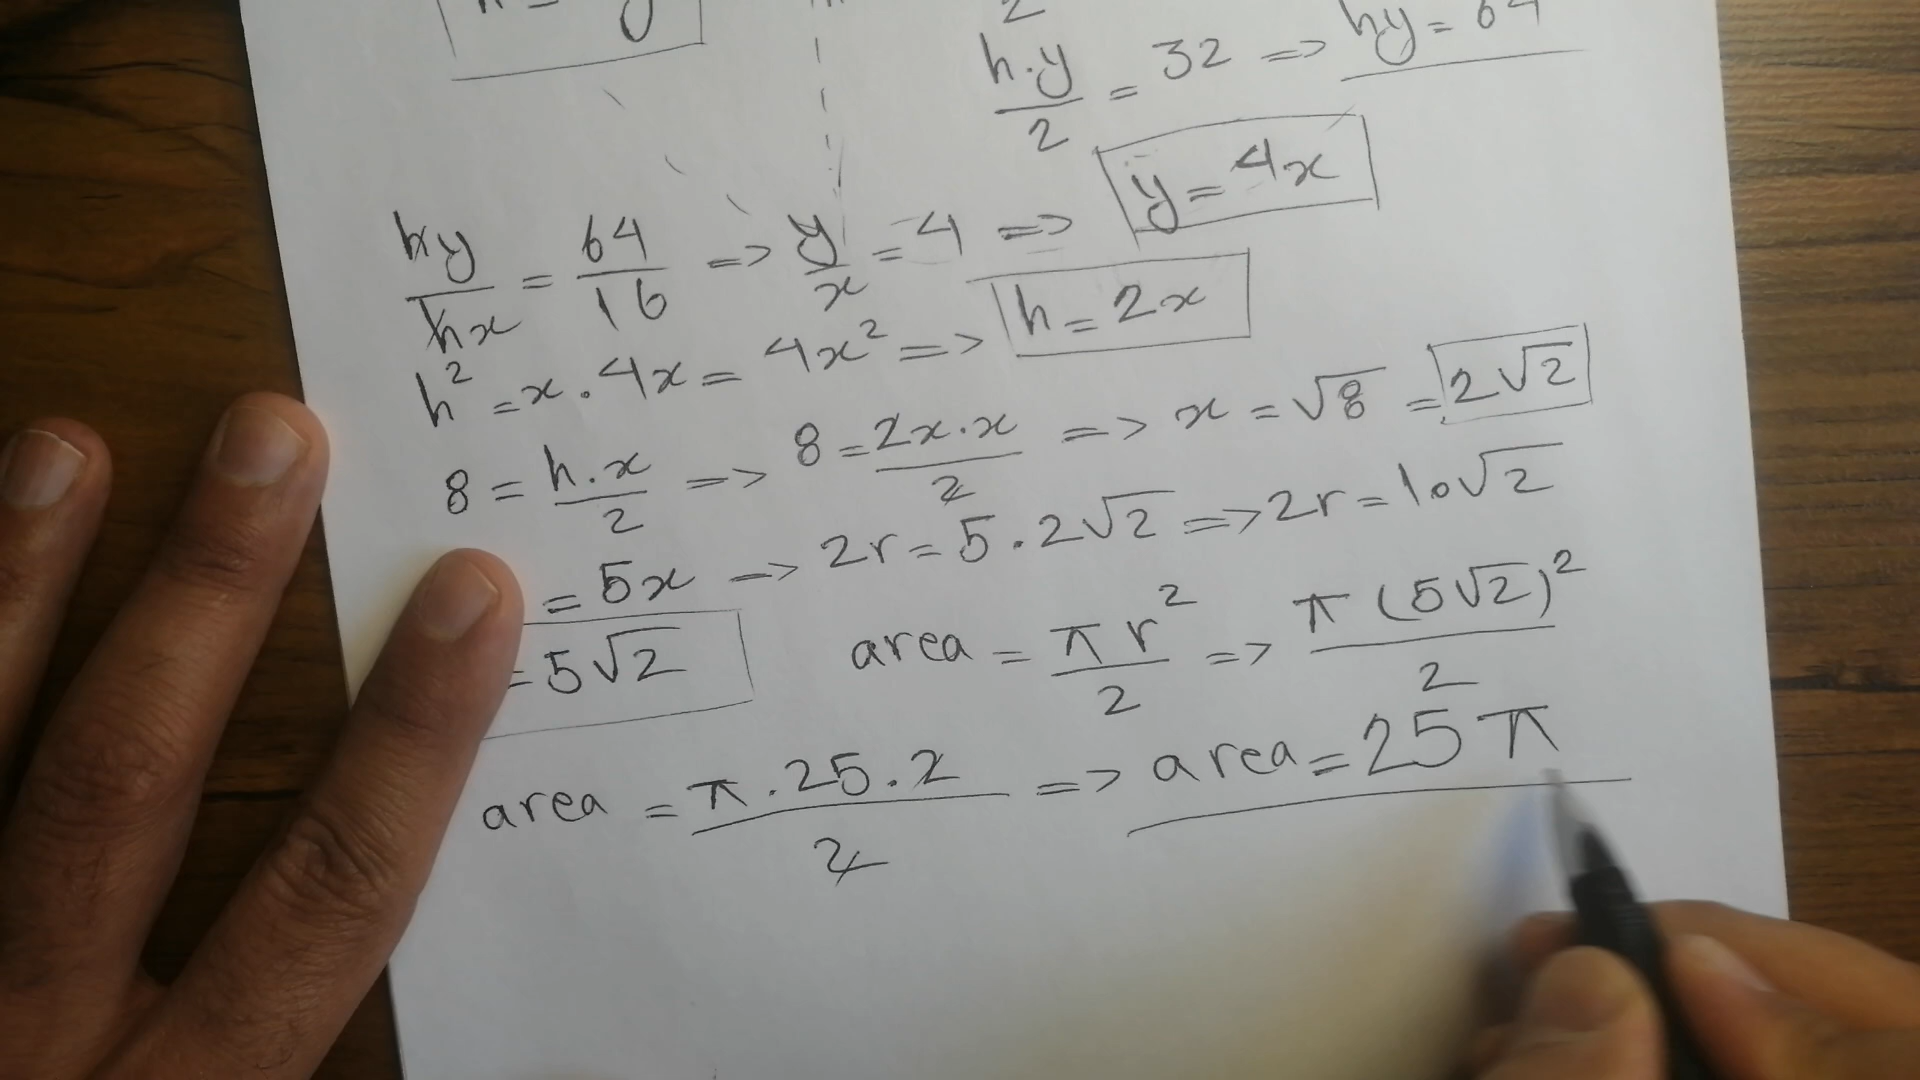 h·y/2 = 32 => hy = 64
y = 4x
hy/hx = 64/16 => y/x = 4 =>
h² = x · 4x = 4x² => h = 2x
8 = h·x/2 => 8 = 2x·x/2 => x = √8 = 2√2
= 5x -> 2r = 5 · 2√2 => 2r = 10√2
= 5√2
area = πr²/2 => π(5√2)²/2
area = π·25·2/2 => area = 25π